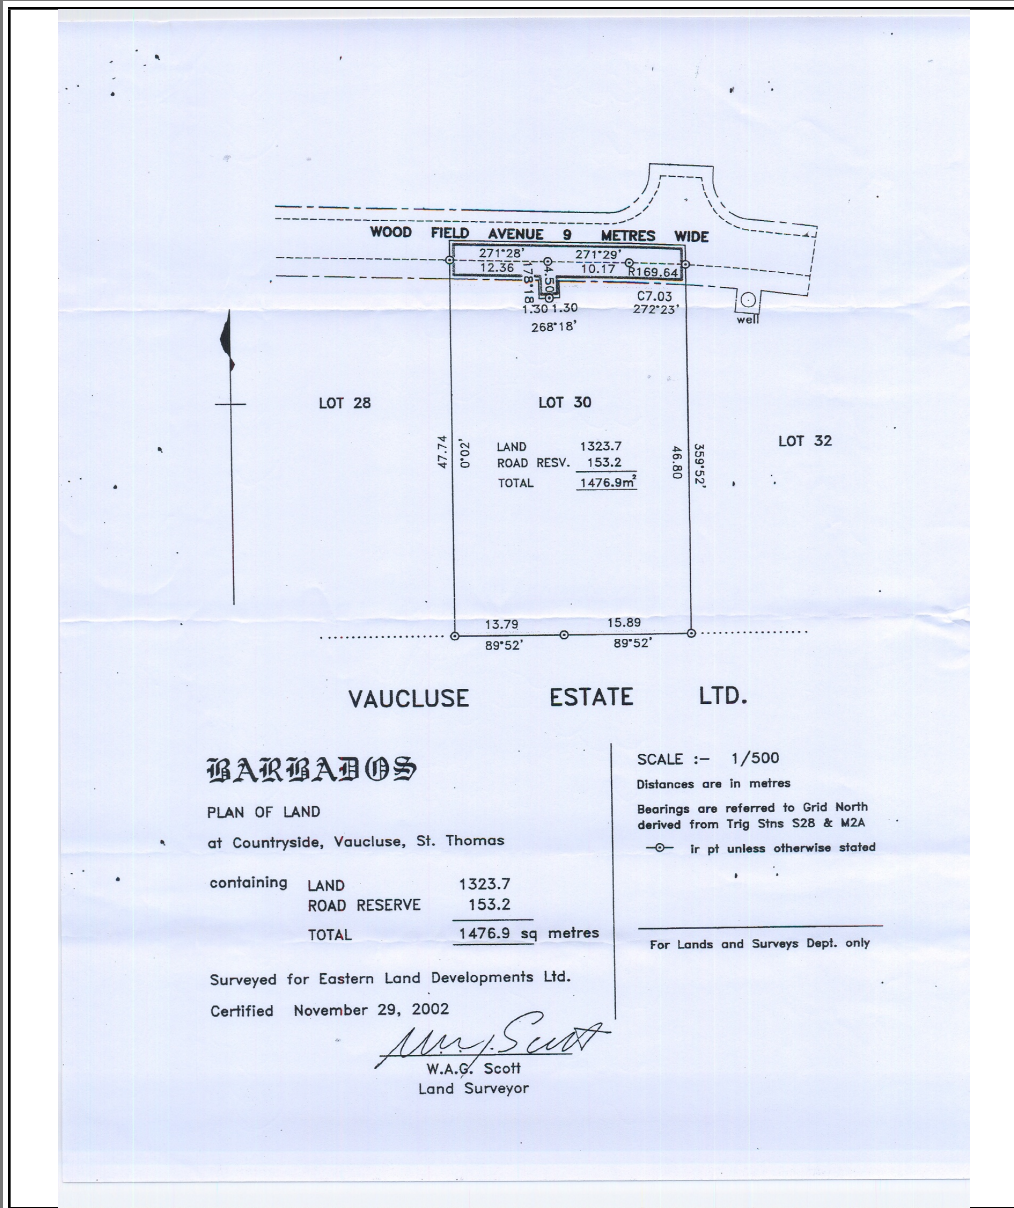 WOOD FIELD AVENUE 9 METRES WIDE
271°28' 271°29'
12.36 4.50 10.17 R169.64
178°18'
1.30 1.30 C7.03
268°18' 272°23'
well
LOT 28 LOT 30 LOT 32
47.74 0°02'
LAND 1323.7
ROAD RESV. 153.2
TOTAL 1476.9m²
46.80 359°52'
13.79 15.89
89°52' 89°52'
VAUCLUSE ESTATE LTD.
BARBADOS
PLAN OF LAND
at Countryside, Vaucluse, St. Thomas
containing LAND 1323.7
ROAD RESERVE 153.2
TOTAL 1476.9 sq metres
Surveyed for Eastern Land Developments Ltd.
Certified November 29, 2002
W.A.G. Scott
W.A.G. Scott
Land Surveyor
SCALE :- 1/500
Distances are in metres
Bearings are referred to Grid North
derived from Trig Stns S28 & M2A
ir pt unless otherwise stated
For Lands and Surveys Dept. only